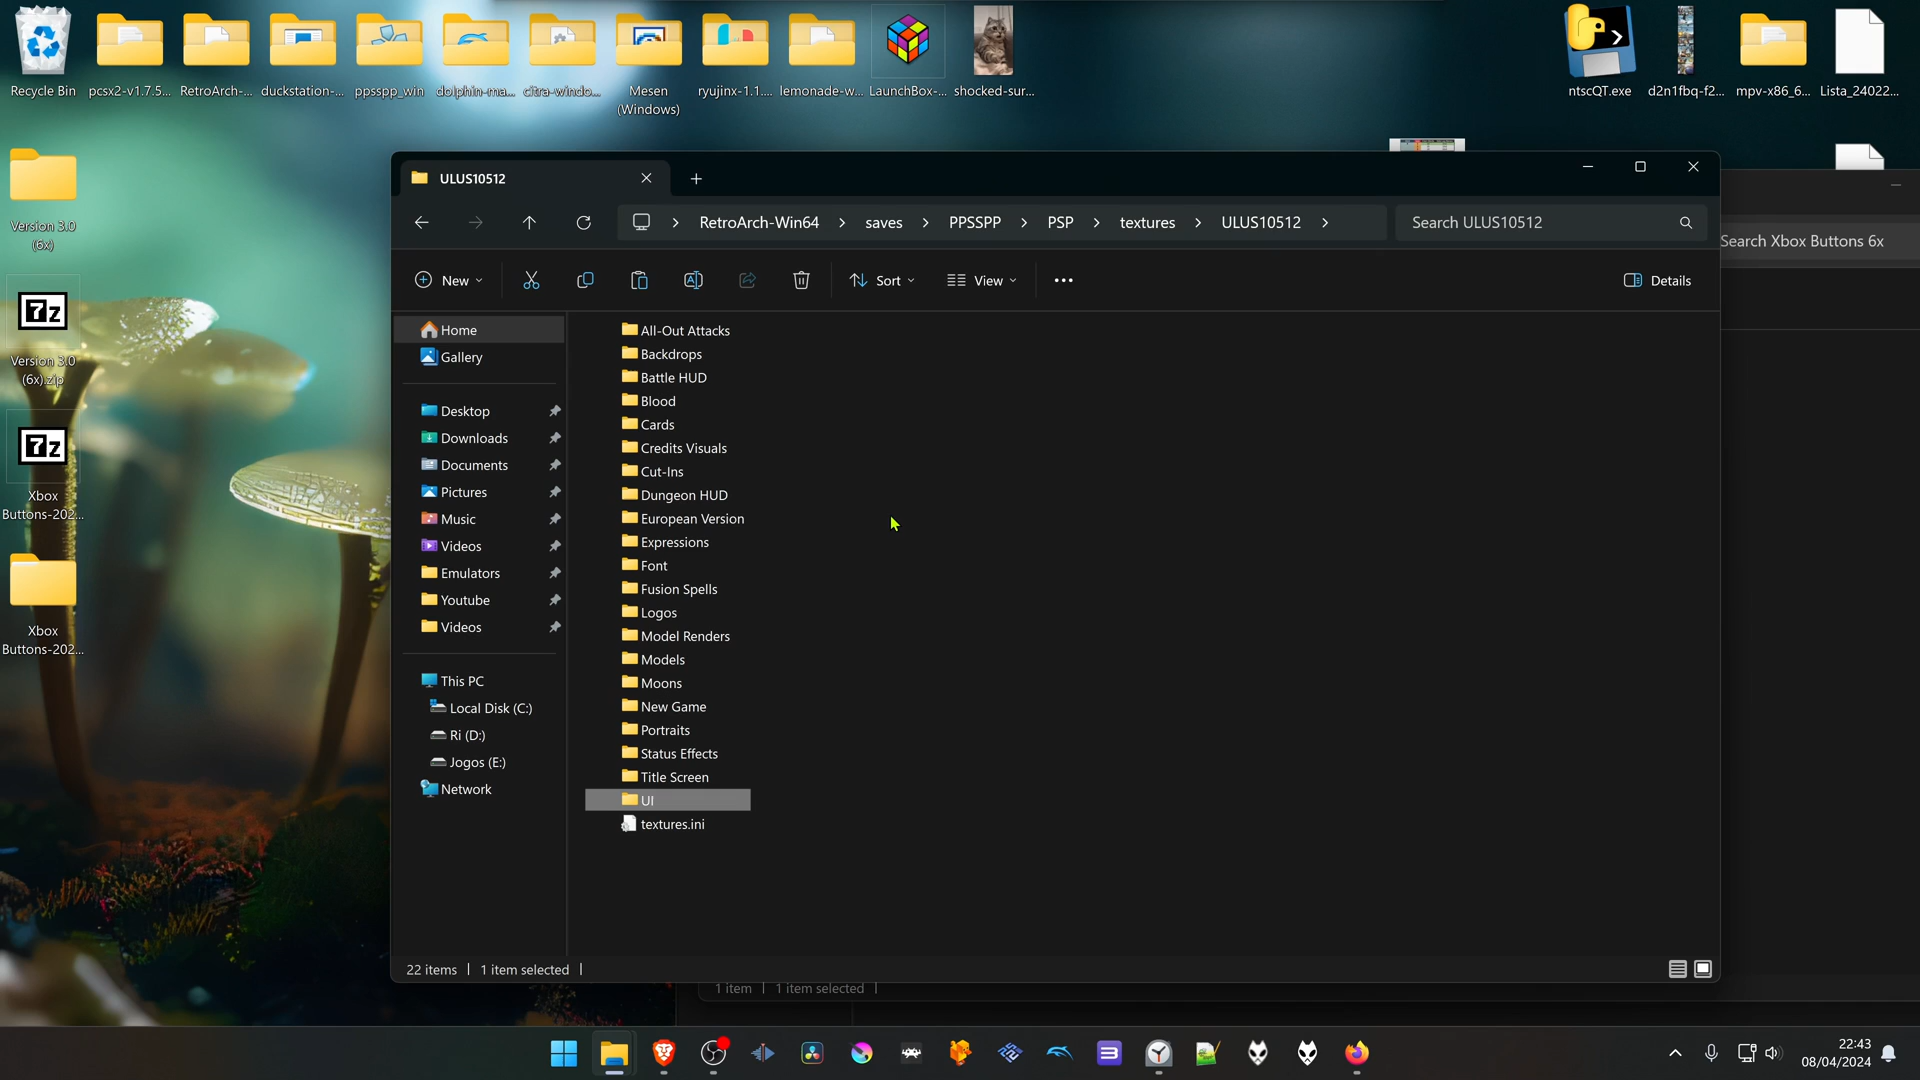 Recycle Bin
pcsx2-v1.7.5...
RetroArch-...
duckstation-...
ppsspp_win
dolphin-ma...
citra-windo...
Mesen
(Windows)
ryujinx-1.1....
lemonade-w...
LaunchBox-...
shocked-sur...
ntscQT.exe
d2n1fbq-f2...
mpv-x86_6...
Lista_24022...
Version 3.0
(6x)
7z
Version 3.0
(6x).zip
7z
Xbox
Buttons-202...
Xbox
Buttons-202...
ULUS10512
RetroArch-Win64
saves
PPSSPP
PSP
textures
ULUS10512
Search ULUS10512
Search Xbox Buttons 6x
New
Sort
View
Details
Home
Gallery
Desktop
Downloads
Documents
Pictures
Music
Videos
Emulators
Youtube
Videos
This PC
Local Disk (C:)
Ri (D:)
Jogos (E:)
Network
All-Out Attacks
Backdrops
Battle HUD
Blood
Cards
Credits Visuals
Cut-Ins
Dungeon HUD
European Version
Expressions
Font
Fusion Spells
Logos
Model Renders
Models
Moons
New Game
Portraits
Status Effects
Title Screen
UI
textures.ini
22 items
1 item selected
1 item
1 item selected
22:43
08/04/2024